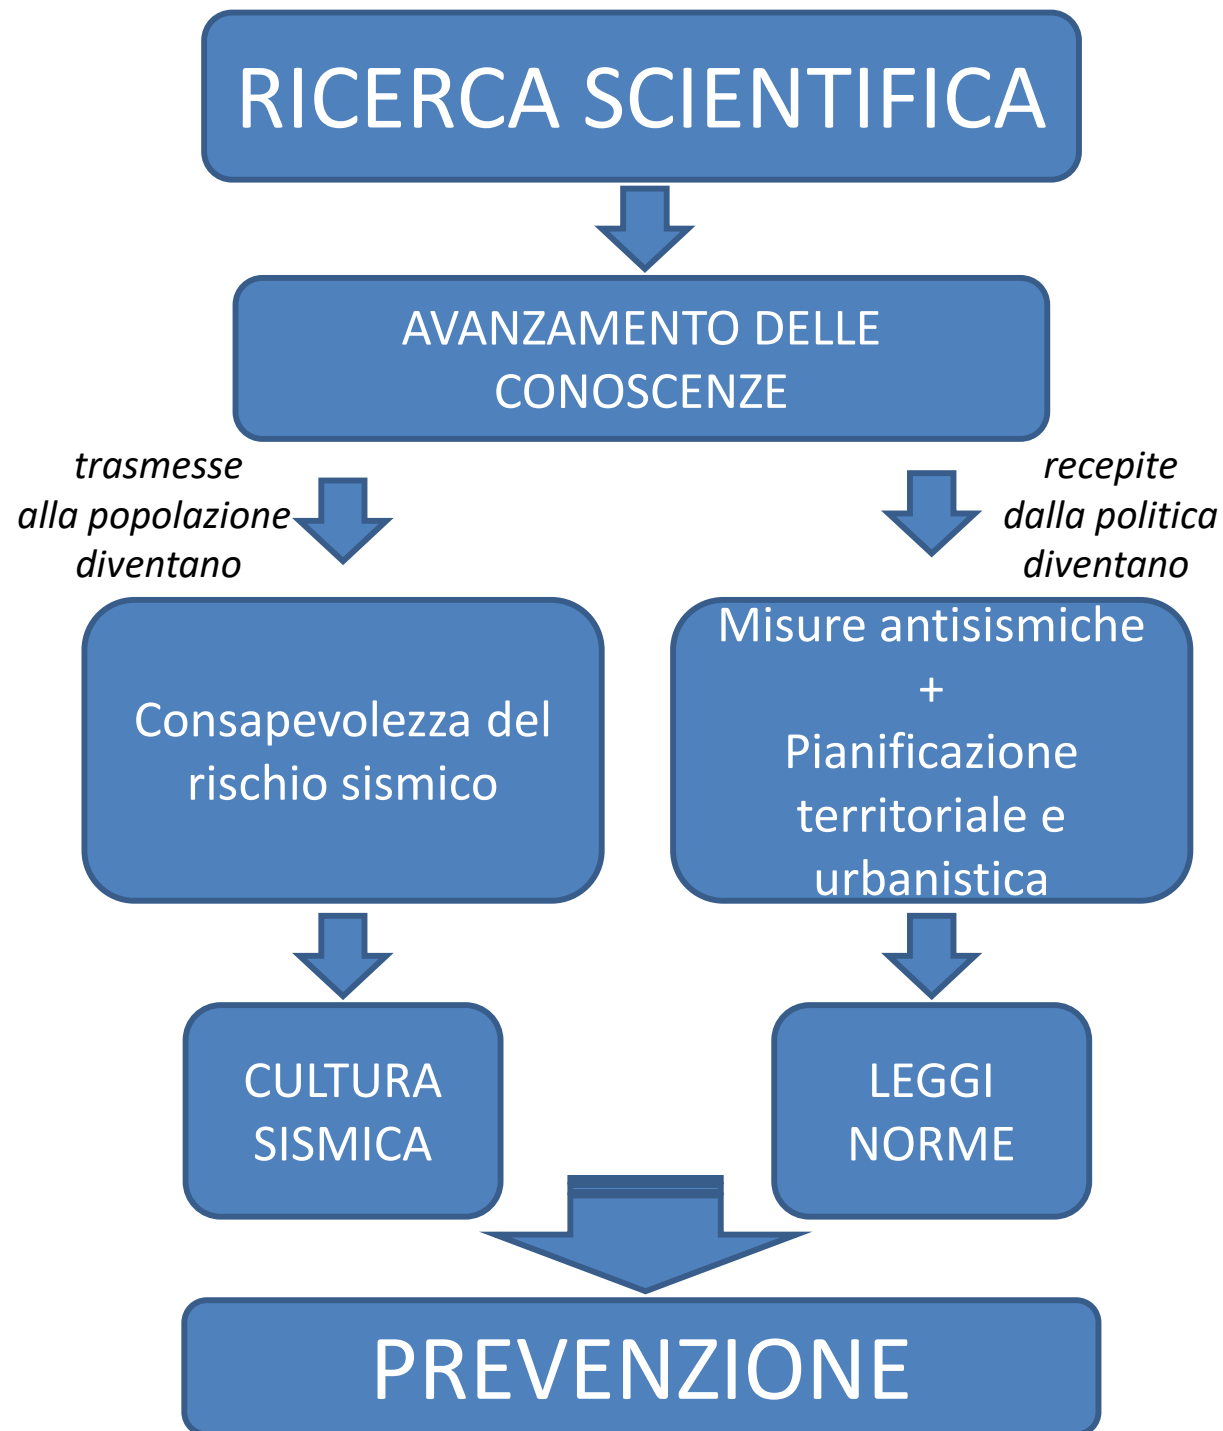 RICERCA SCIENTIFICA
AVANZAMENTO DELLE
CONOSCENZE
trasmesse
alla popolazione
diventano
recepite
dalla politica
diventano
Consapevolezza del
rischio sismico
Misure antisismiche
+
Pianificazione
territoriale e
urbanistica
CULTURA
SISMICA
LEGGI
NORME
PREVENZIONE